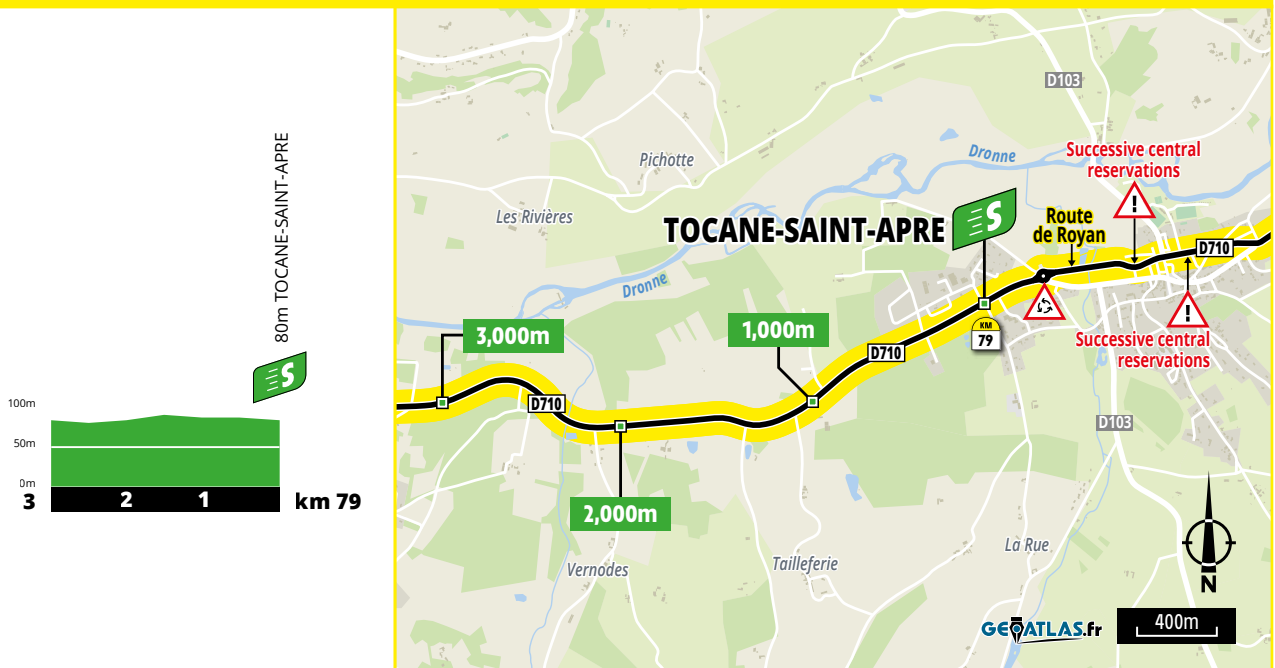 80m TOCANE-SAINT-APRE
S
100m
50m
0m
3
2
1
km 79
D103
Pichotte
Dronne
Successive central
reservations
!
Les Rivières
TOCANE-SAINT-APRE
S
Route
de Royan
D710
Dronne
3,000m
1,000m
KM
79
!
Successive central
reservations
D710
D710
D103
2,000m
Là Rue
Vernodes
Tailleferie
N
GEOATLAS.fr
400m